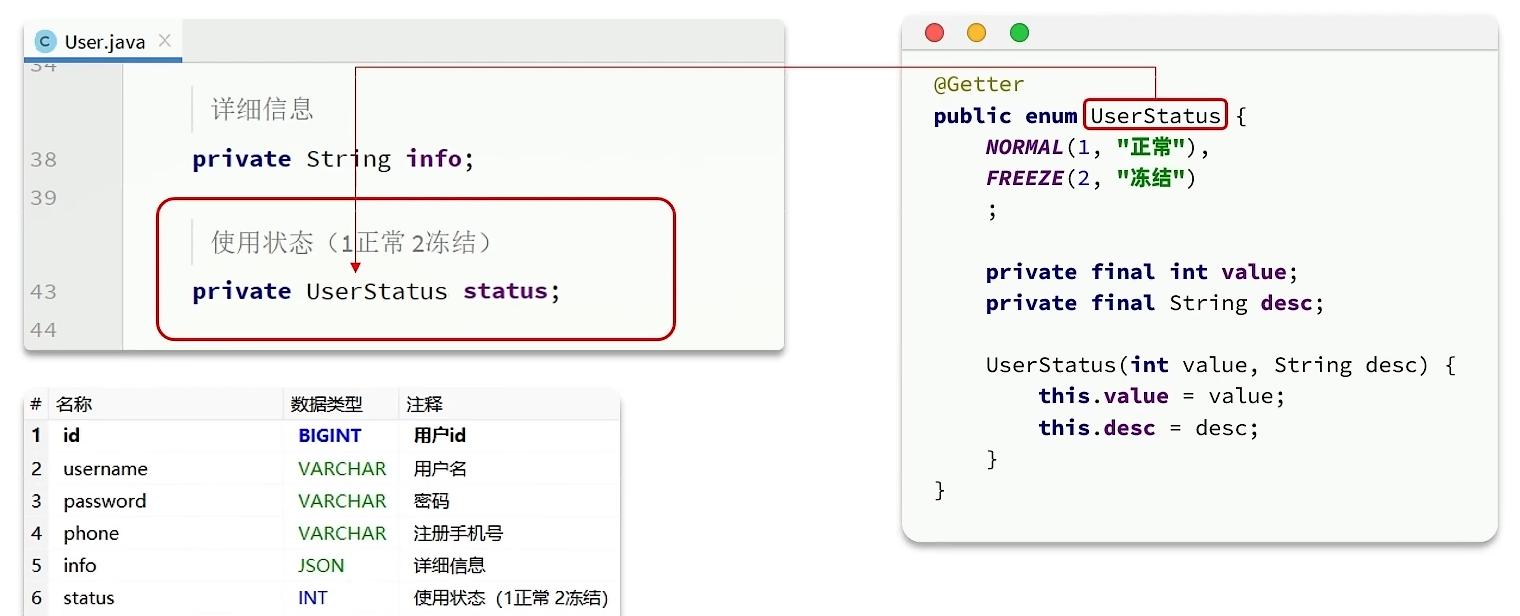 User.java
34
详细信息
38 private String info;
39
使用状态（1正常 2冻结）
43 private UserStatus status;
44
# 名称 数据类型 注释
1 id BIGINT 用户id
2 username VARCHAR 用户名
3 password VARCHAR 密码
4 phone VARCHAR 注册手机号
5 info JSON 详细信息
6 status INT 使用状态（1正常 2冻结)
@Getter
public enum UserStatus {
NORMAL(1, "正常"),
FREEZE(2, "冻结")
;
private final int value;
private final String desc;
UserStatus(int value, String desc) {
this.value = value;
this.desc = desc;
}
}